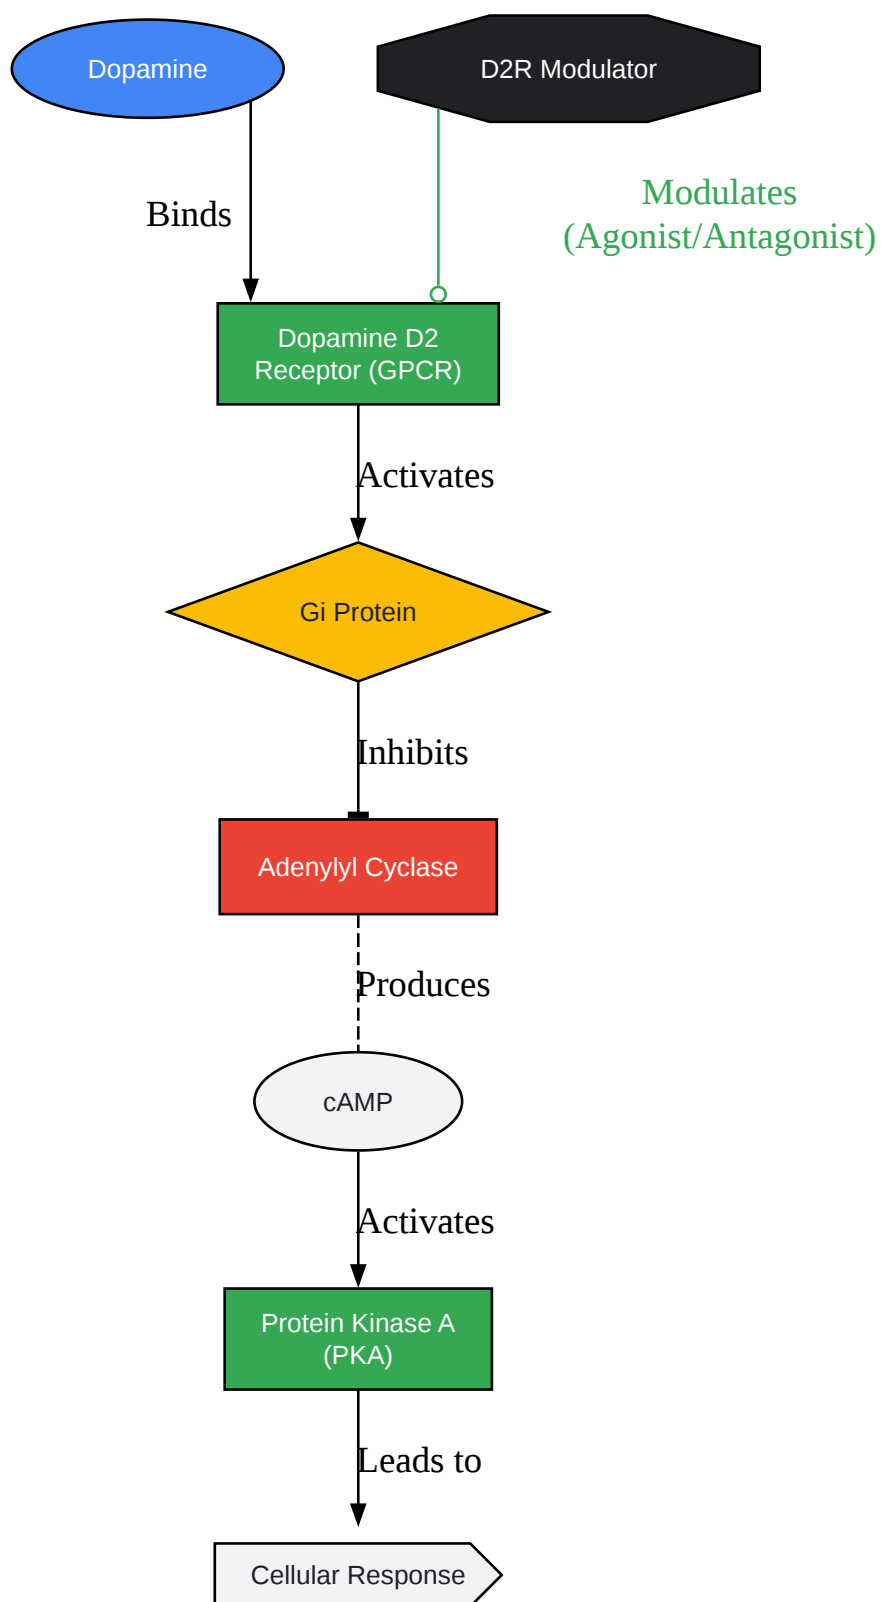 Dopamine
D2R Modulator
Binds
Modulates
(Agonist/Antagonist)
Dopamine D2
Receptor (GPCR)
Activates
Gi Protein
Inhibits
Adenylyl Cyclase
Produces
cAMP
Activates
Protein Kinase A
(PKA)
Leads to
Cellular Response